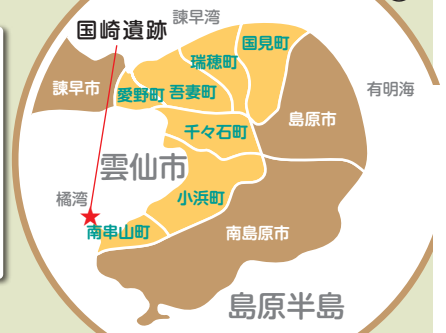 国崎遺跡
諫早湾
国見町
瑞穂町
諫早市
愛野町
吾妻町
有明海
島原市
千々石町
雲仙市
橘湾
小浜町
南串山町
南島原市
島原半島